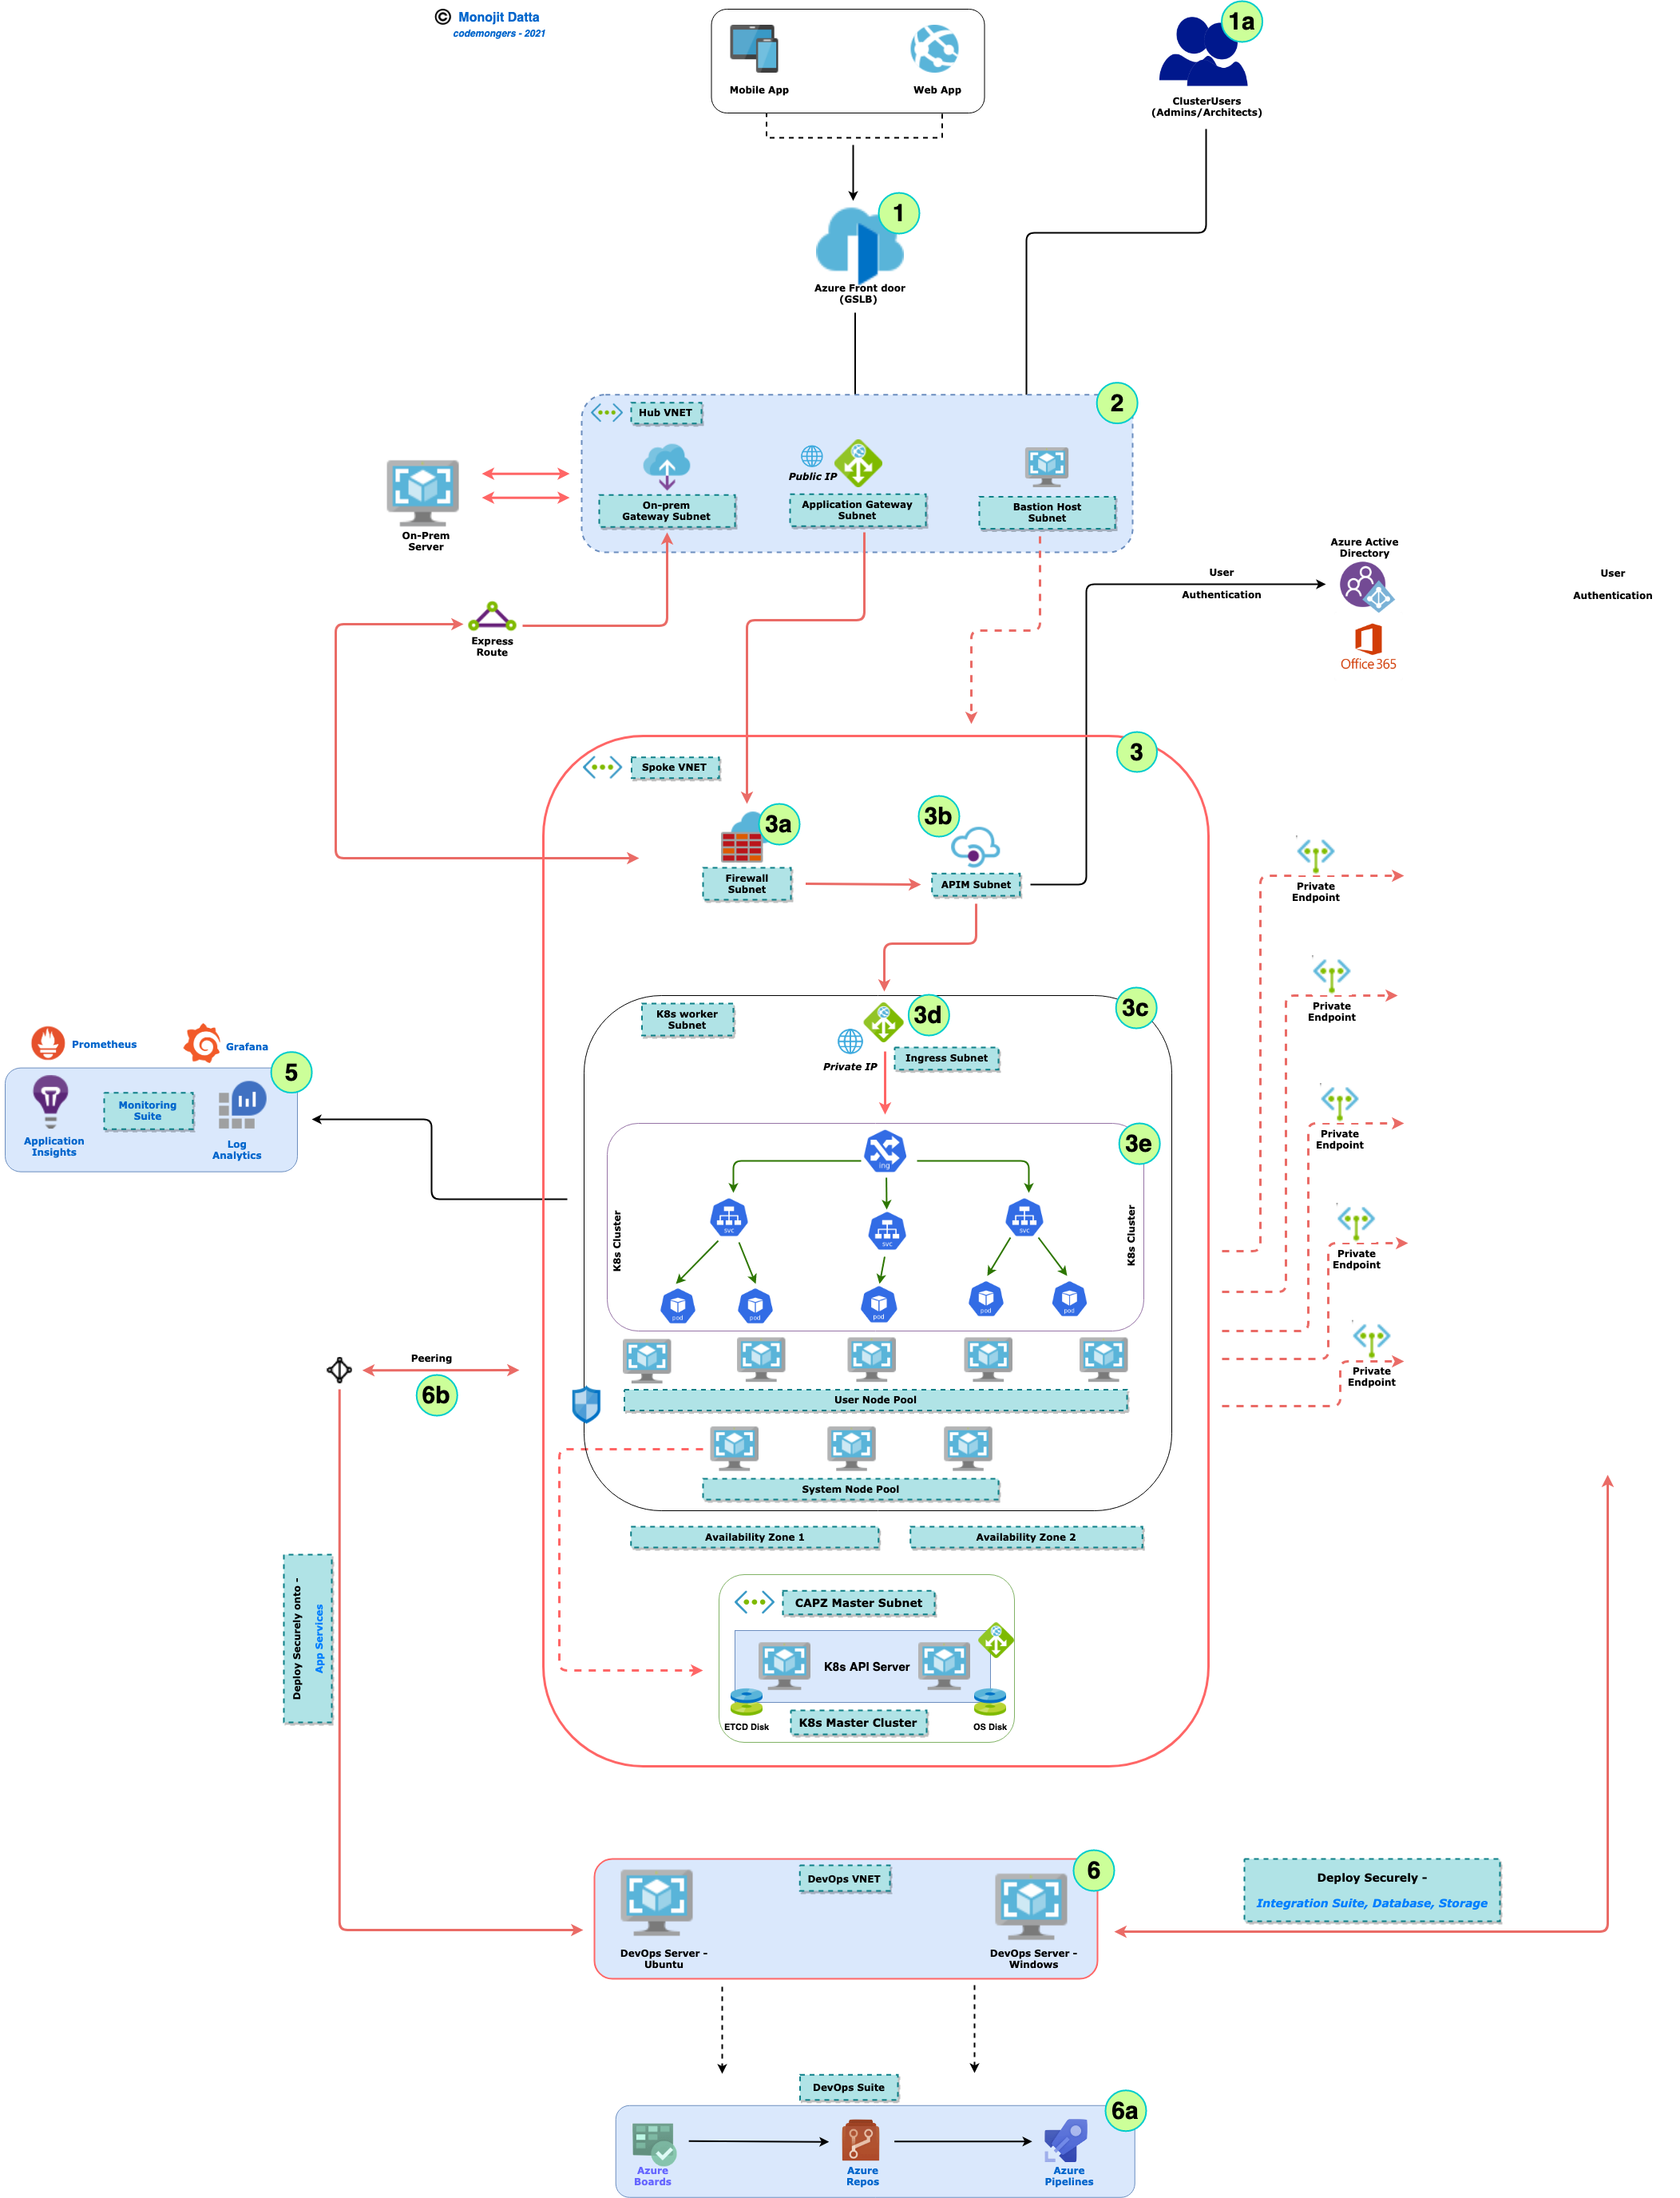 © Monojit Datta
codemongers - 2021
Mobile App
Web App
1a
ClusterUsers
(Admins/Architects)
1
Azure Front door
(GSLB)
2
Hub VNET
Public IP
On-prem
Gateway Subnet
Application Gateway
Subnet
Bastion Host
Subnet
On-Prem
Server
Azure Active
Directory
User
Authentication
User
Authentication
Office 365
Express
Route
3
Spoke VNET
3a
3b
Firewall
Subnet
APIM Subnet
Private
Endpoint
Private
Endpoint
Private
Endpoint
Private
Endpoint
Private
Endpoint
3c
K8s worker
Subnet
3d
Private IP
Ingress Subnet
Prometheus
Grafana
5
Monitoring
Suite
Application
Insights
Log
Analytics
3e
ing
K8s Cluster
K8s Cluster
svc
svc
svc
pod
pod
pod
pod
pod
Peering
6b
User Node Pool
System Node Pool
Availability Zone 1
Availability Zone 2
Deploy Securely onto -
App Services
CAPZ Master Subnet
K8s API Server
ETCD Disk
K8s Master Cluster
OS Disk
6
DevOps VNET
DevOps Server -
Ubuntu
DevOps Server -
Windows
Deploy Securely -
Integration Suite, Database, Storage
DevOps Suite
6a
Azure
Boards
Azure
Repos
Azure
Pipelines